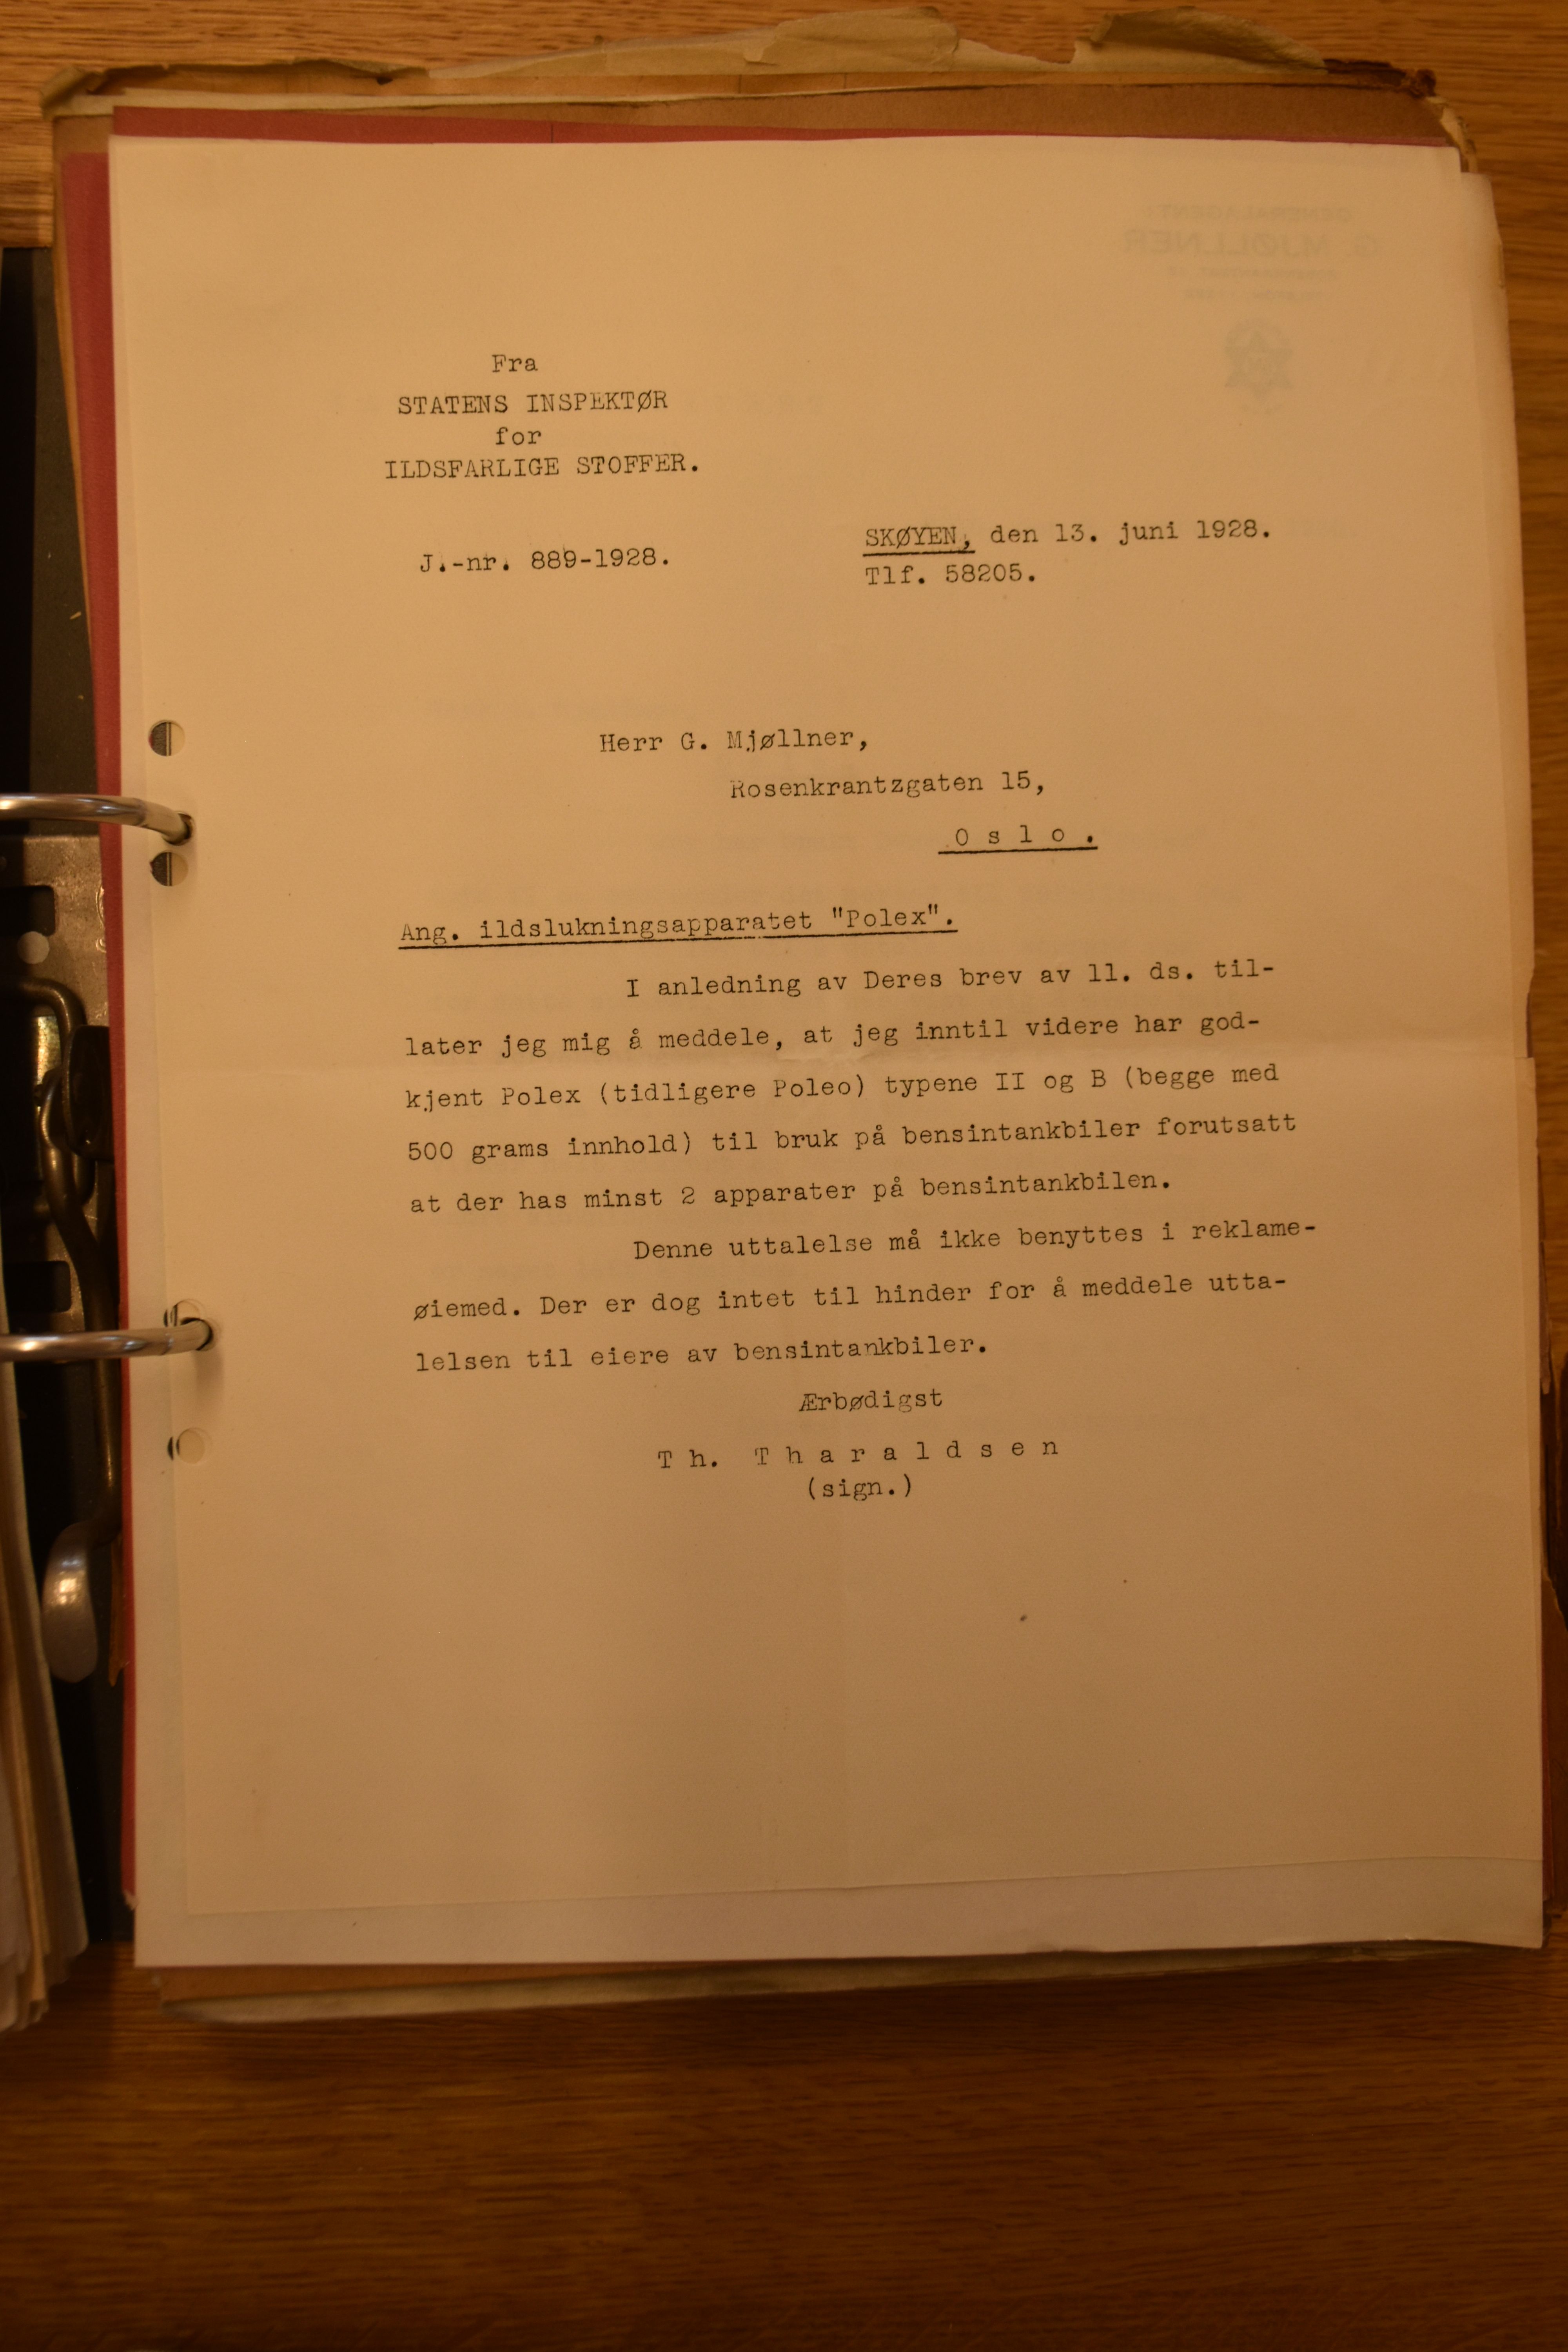 Fra
STATENS INSPEKTØR
for
ILDSFARLIGE STOFFER.
J.-nr. 889-1928.
SKØYEN, den 13. juni 1928.
Tlf. 58205.
Herr G. Mjøllner,
Rosenkrantzgaten 15,
O s l o .
Ang. ildslukningsapparatet "Polex".
I anledning av Deres brev av 11. ds. til-
later jeg mig å meddele, at jeg inntil videre har god-
kjent Polex (tidligere Poleo) typene II og B (begge med
500 grams innhold) til bruk på bensintankbiler forutsatt
at der has minst 2 apparater på bensintankbilen.
Denne uttalelse må ikke benyttes i reklame-
øiemed. Der er dog intet til hinder for å meddele utta-
lelsen til eiere av bensintankbiler.
Ærbødigst
T h .  T h a r a l d s e n
(sign.)